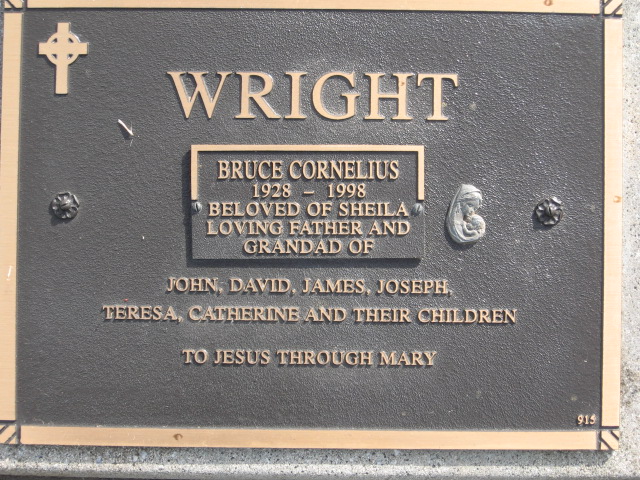 WRIGHT
BRUCE CORNELIUS
1928 – 1998
BELOVED OF SHEILA
LOVING FATHER AND
GRANDAD OF
JOHN, DAVID, JAMES, JOSEPH,
TERESA, CATHERINE AND THEIR CHILDREN
TO JESUS THROUGH MARY
915